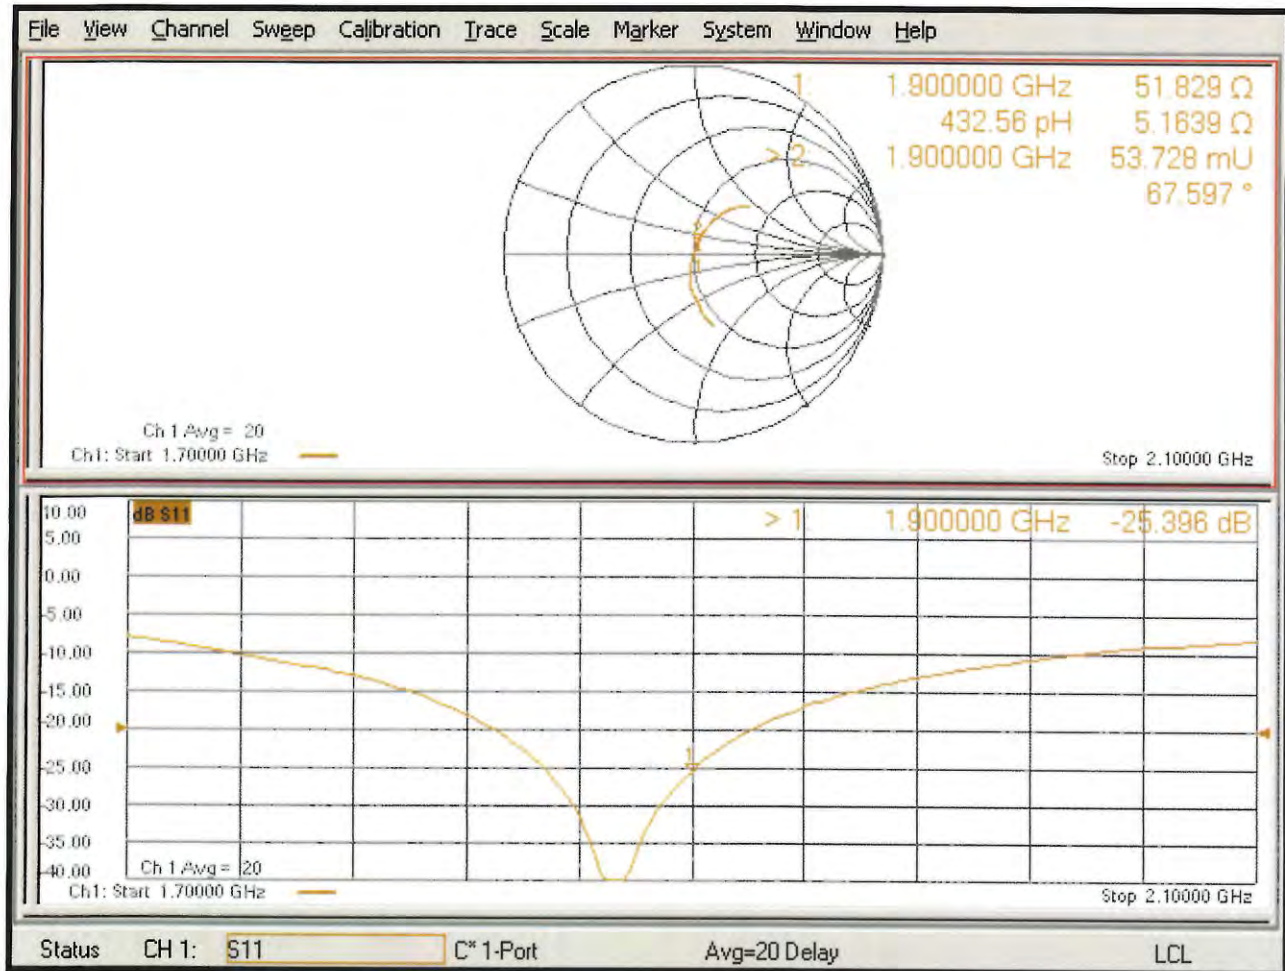 File View Channel Sweep Calibration Trace Scale Marker System Window Help
1: 1.900000 GHz 51.829 Ω
432.56 pH 5.1639 Ω
> 2: 1.900000 GHz 53.728 mU
67.597 °
Ch 1 Avg = 20
Ch1: Start 1.70000 GHz
Stop 2.10000 GHz
10.00
dB S11
> 1: 1.900000 GHz -25.396 dB
5.00
0.00
-5.00
-10.00
-15.00
-20.00
1
-25.00
-30.00
-35.00
-40.00
Ch 1 Avg = 20
Ch1: Start 1.70000 GHz
Stop 2.10000 GHz
Status CH 1: S11 C* 1-Port Avg=20 Delay LCL